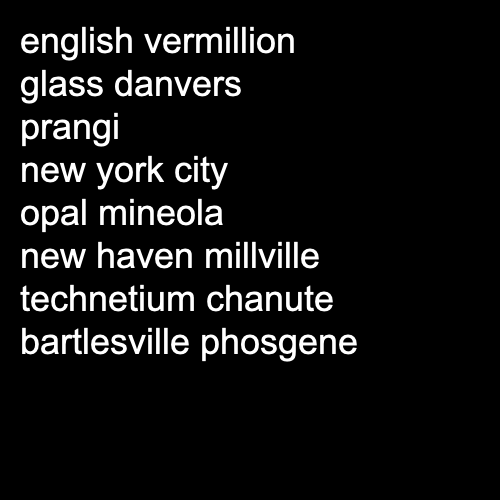 english vermillion
glass danvers
prangi
new york city
opal mineola
new haven millville
technetium chanute
bartlesville phosgene